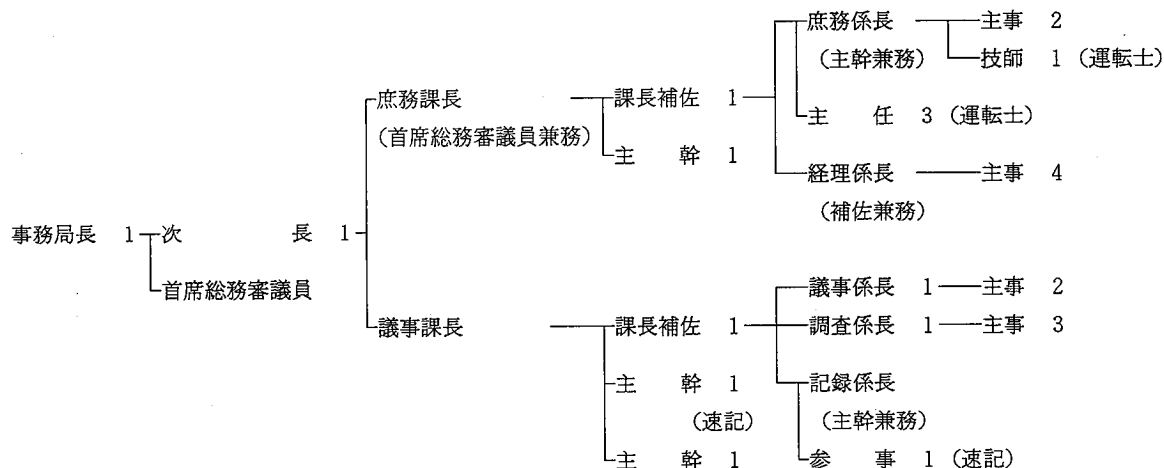 庶務係長 主事 2
(主幹兼務) 技師 1 (運転士)
庶務課長 課長補佐 1
(首席総務審議員兼務) 主任 3 (運転士)
主幹 1
経理係長 主事 4
(補佐兼務)
事務局長 1 次長 1
首席総務審議員 議事係長 1 主事 2
議事課長 課長補佐 1 調査係長 1 主事 3
主幹 1 記録係長
(速記) (主幹兼務)
主幹 1 参事 1 (速記)